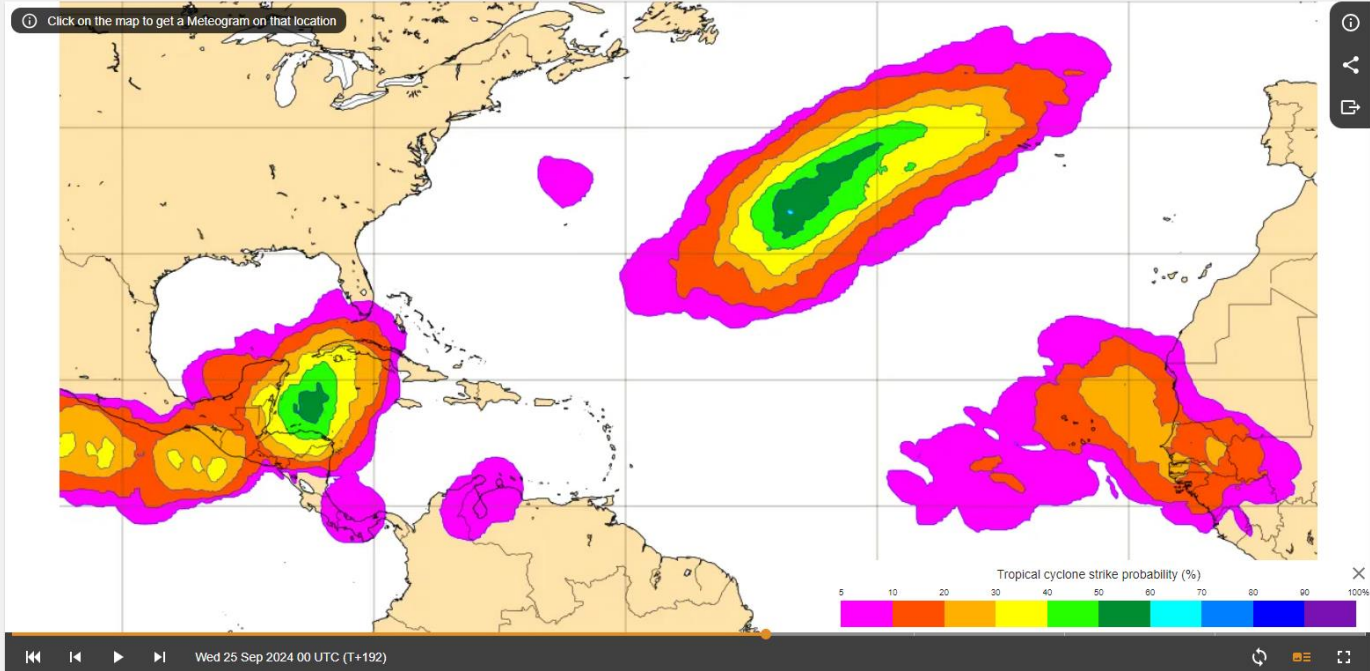 Click on the map to get a Meteogram on that location
Tropical cyclone strike probability (%)
5 10 20 30 40 50 60 70 80 90 100%
Wed 25 Sep 2024 00 UTC (T+192)